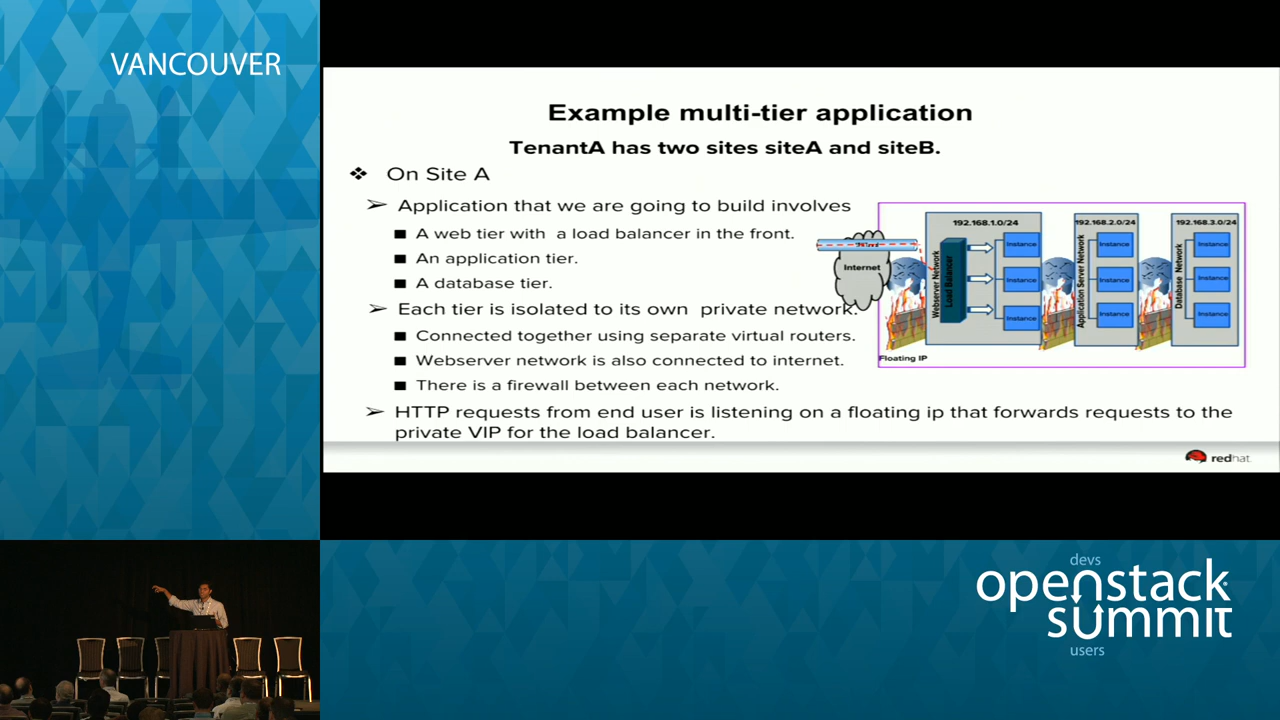 VANCOUVER
Example multi-tier application
TenantA has two sites siteA and siteB.
❖ On Site A
➢ Application that we are going to build involves
■ A web tier with a load balancer in the front.
■ An application tier.
■ A database tier.
➢ Each tier is isolated to its own private network.
■ Connected together using separate virtual routers.
■ Webserver network is also connected to internet.
■ There is a firewall between each network.
➢ HTTP requests from end user is listening on a floating ip that forwards requests to the
private VIP for the load balancer.
Internet
Floating IP
192.168.1.0/24
Webserver Network
Load Balancer
Instance
Instance
Instance
192.168.2.0/24
Application Server Network
Instance
Instance
Instance
192.168.3.0/24
Database Network
Instance
Instance
Instance
redhat.
devs
openstack
summit
users